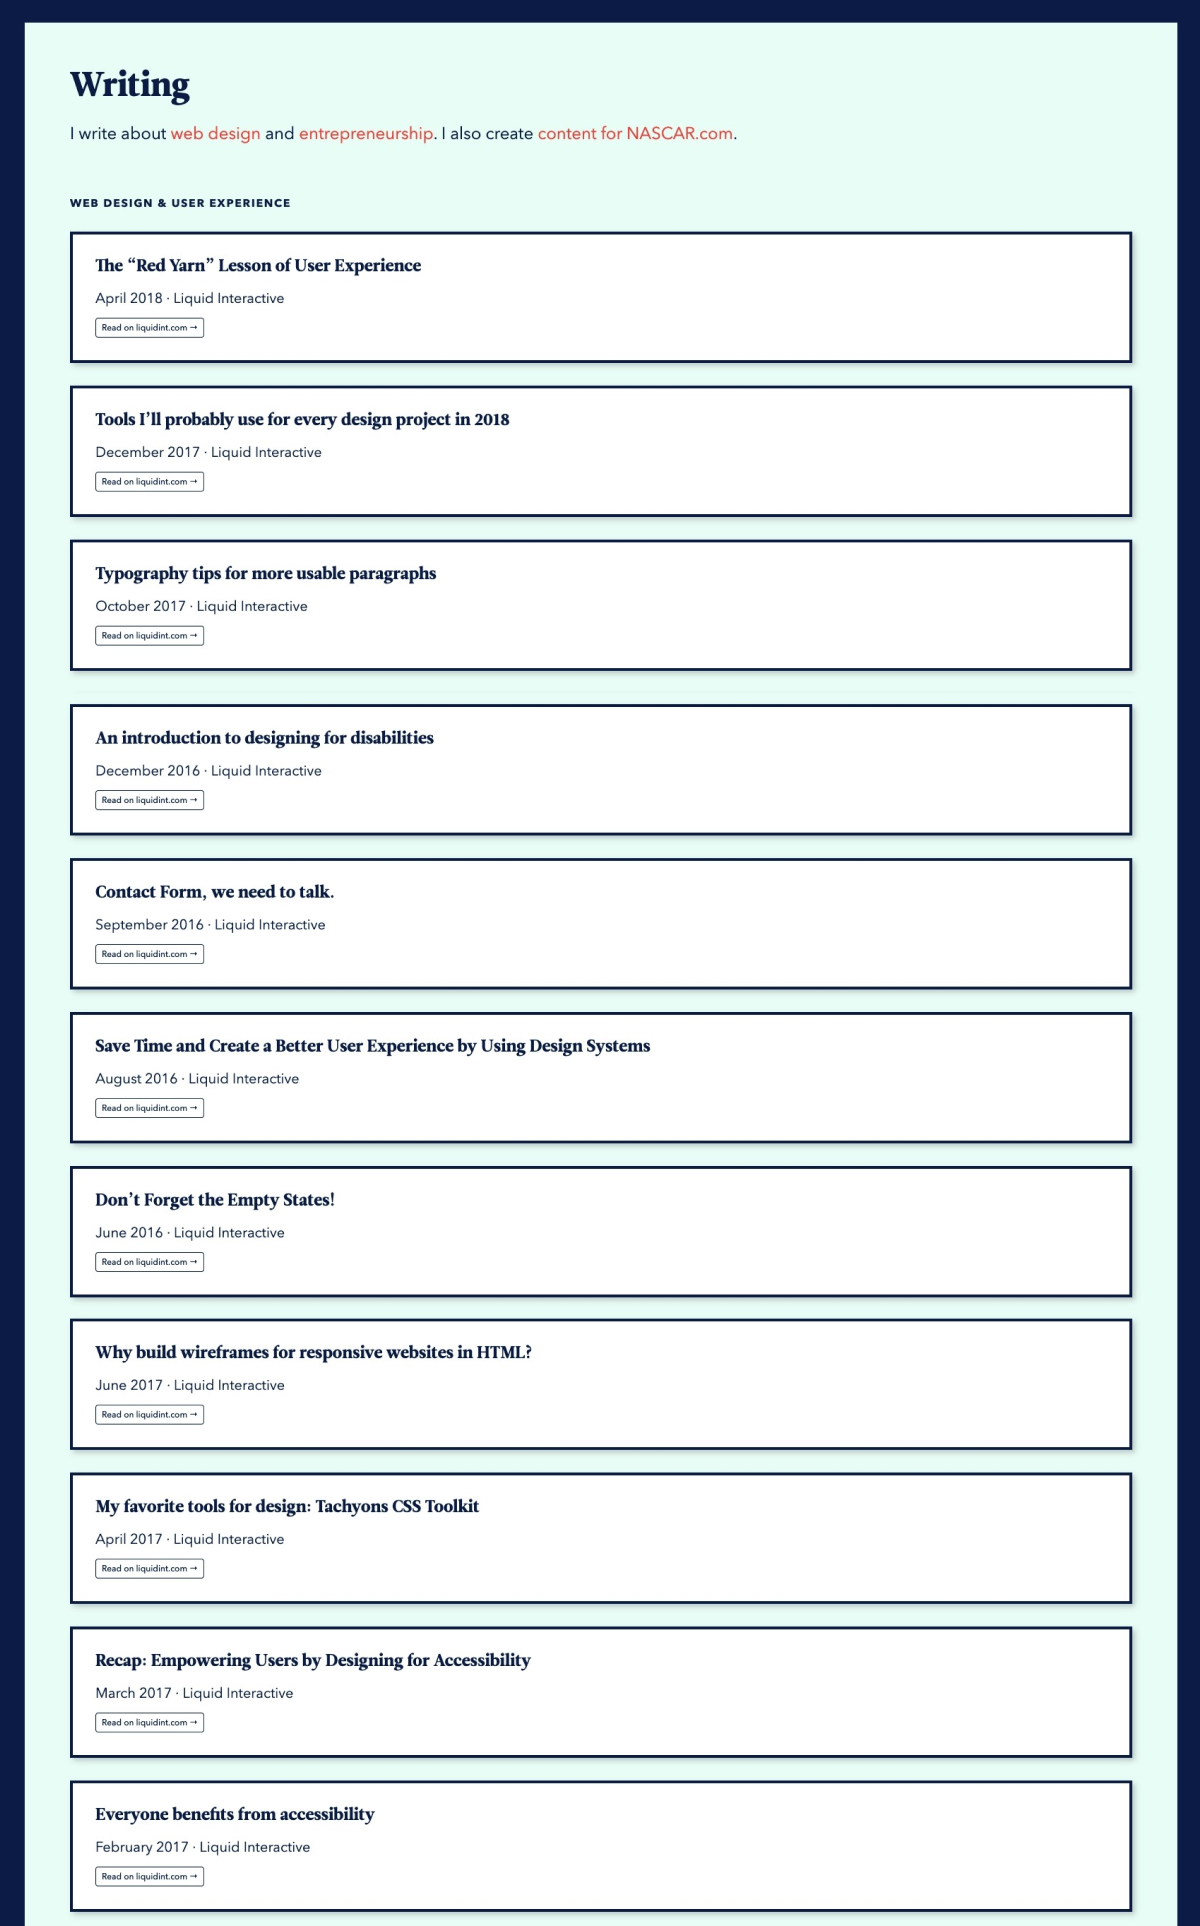 Writing
I write about web design and entrepreneurship. I also create content for NASCAR.com.
WEB DESIGN & USER EXPERIENCE
The “Red Yarn” Lesson of User Experience
April 2018 · Liquid Interactive
Read on liquidint.com →
Tools I’ll probably use for every design project in 2018
December 2017 · Liquid Interactive
Read on liquidint.com →
Typography tips for more usable paragraphs
October 2017 · Liquid Interactive
Read on liquidint.com →
An introduction to designing for disabilities
December 2016 · Liquid Interactive
Read on liquidint.com →
Contact Form, we need to talk.
September 2016 · Liquid Interactive
Read on liquidint.com →
Save Time and Create a Better User Experience by Using Design Systems
August 2016 · Liquid Interactive
Read on liquidint.com →
Don’t Forget the Empty States!
June 2016 · Liquid Interactive
Read on liquidint.com →
Why build wireframes for responsive websites in HTML?
June 2017 · Liquid Interactive
Read on liquidint.com →
My favorite tools for design: Tachyons CSS Toolkit
April 2017 · Liquid Interactive
Read on liquidint.com →
Recap: Empowering Users by Designing for Accessibility
March 2017 · Liquid Interactive
Read on liquidint.com →
Everyone benefits from accessibility
February 2017 · Liquid Interactive
Read on liquidint.com →